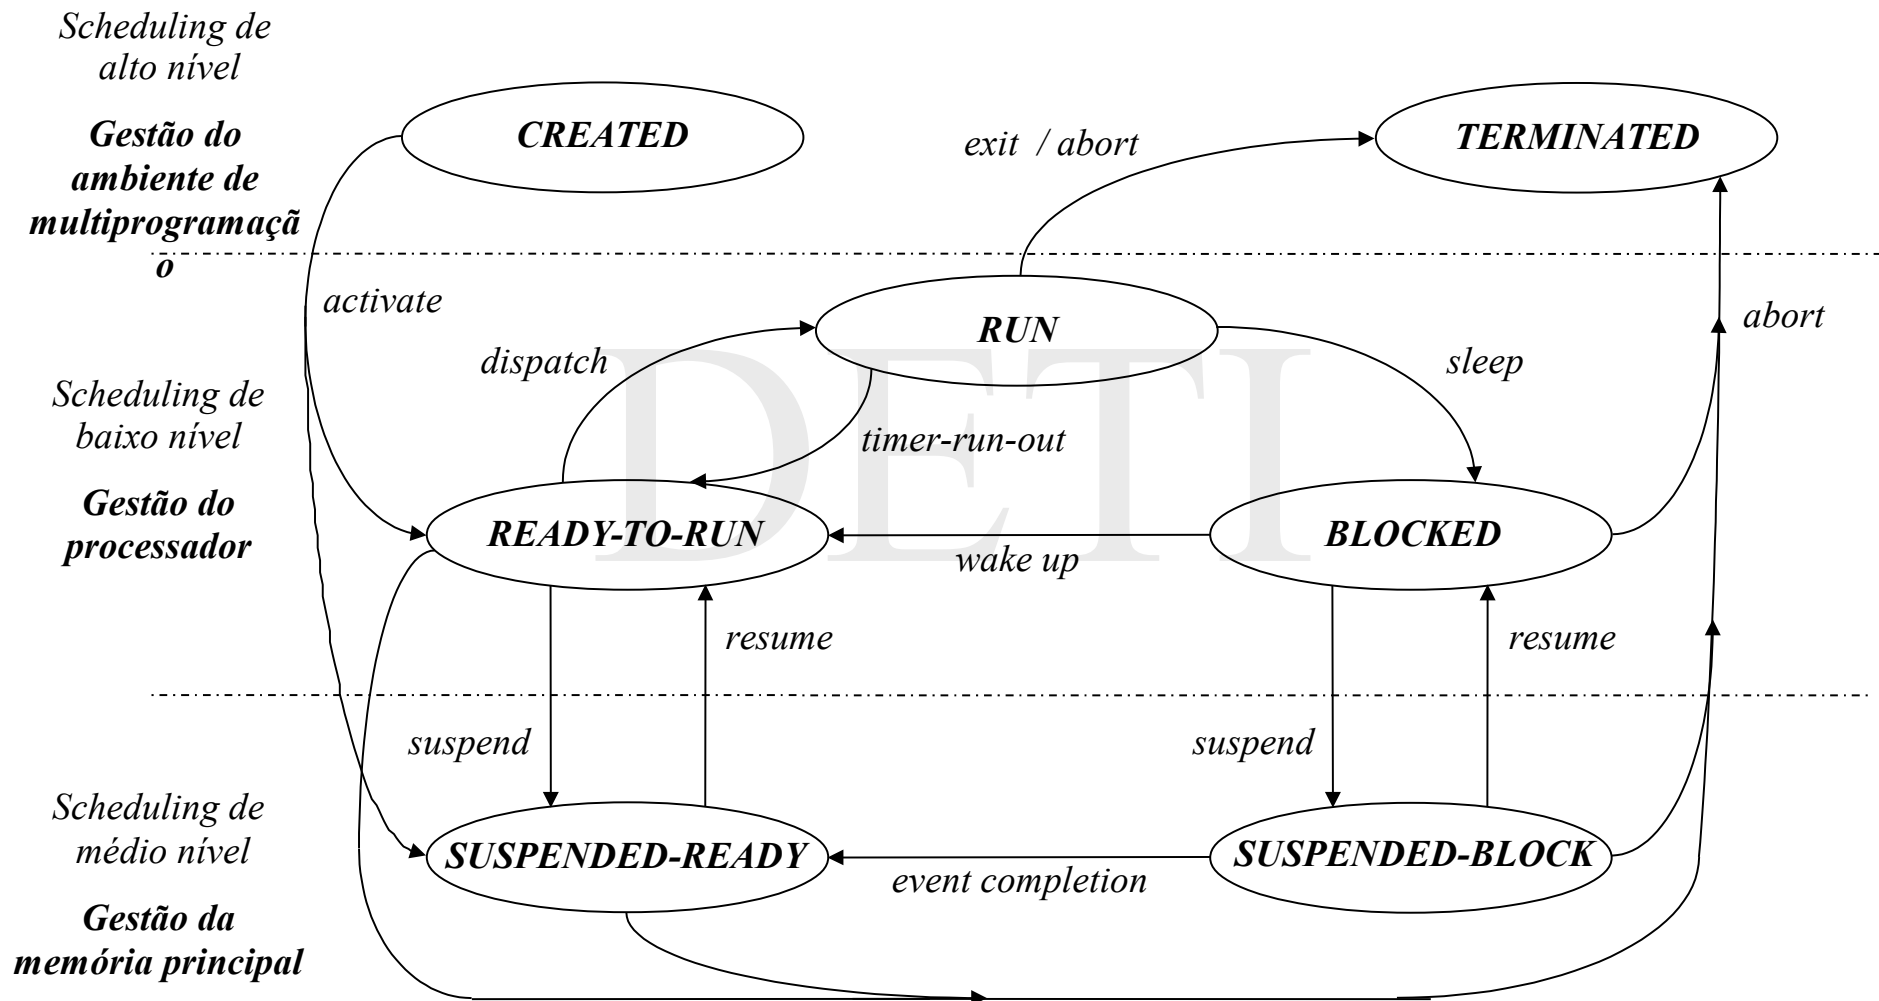 Scheduling de
alto nível
Gestão do
ambiente de
multiprogramaçã
o
CREATED
exit / abort
TERMINATED
activate
RUN
abort
dispatch
sleep
Scheduling de
baixo nível
timer-run-out
DETI
Gestão do
processador
READY-TO-RUN
wake up
BLOCKED
resume
resume
suspend
suspend
Scheduling de
médio nível
SUSPENDED-READY
event completion
SUSPENDED-BLOCK
Gestão da
memória principal